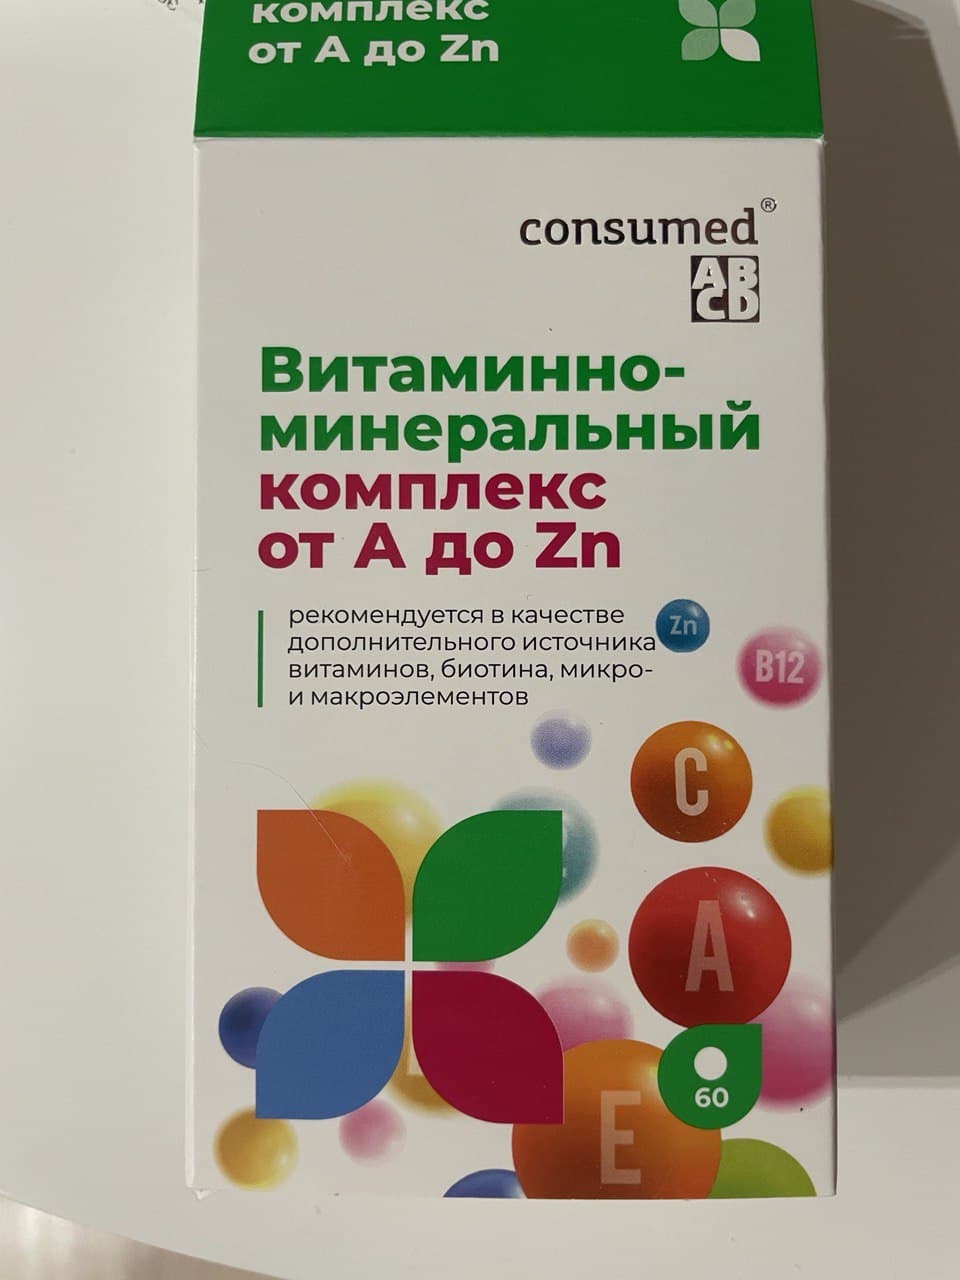 комплекс
от А до Zn
consumed®
AB
CD
Витаминно-
минеральный
комплекс
от А до Zn
рекомендуется в качестве
дополнительного источника
витаминов, биотина, микро-
и макроэлементов
Zn
B12
C
A
60
E